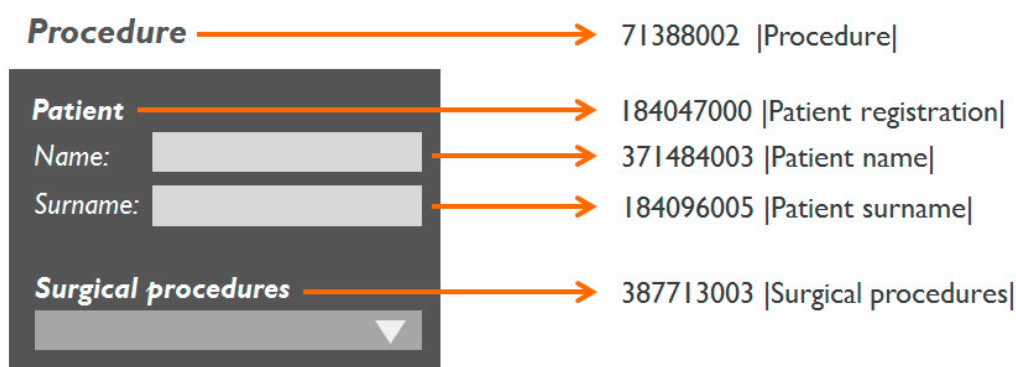 Procedure 71388002 |Procedure|
Patient 184047000 |Patient registration|
Name: 371484003 |Patient name|
Surname: 184096005 |Patient surname|
Surgical procedures 387713003 |Surgical procedures|